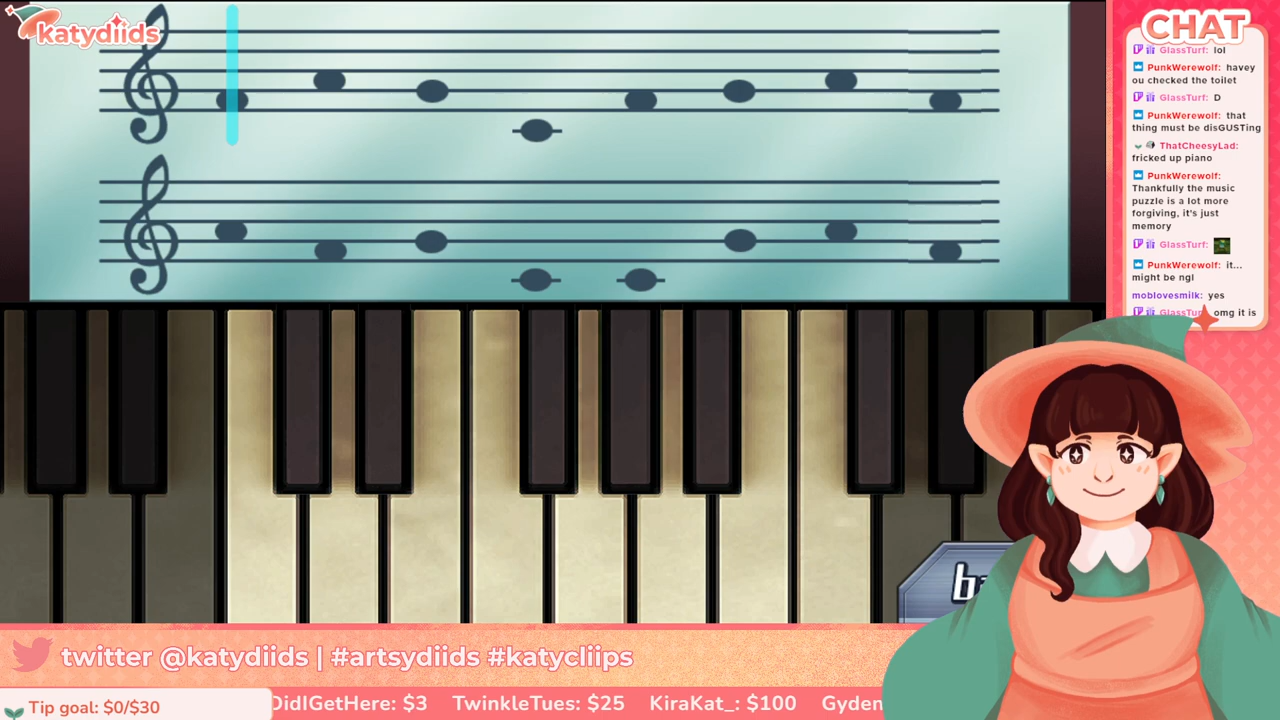 katydiids
CHAT
GlassTurf: lol
PunkWerewolf: havey
ou checked the toilet
GlassTurf: D
PunkWerewolf: that
thing must be disGUSTing
ThatCheesyLad:
fricked up piano
PunkWerewolf:
Thankfully the music
puzzle is a lot more
forgiving, it's just
memory
GlassTurf:
PunkWerewolf: it...
might be ngl
moblovesmilk: yes
GlassTurf: omg it is
twitter @katydiids | #artsydiids #katycliips
Tip goal: $0/$30
DidIGetHere: $3 TwinkleTues: $25 KiraKat_: $100 Gyden